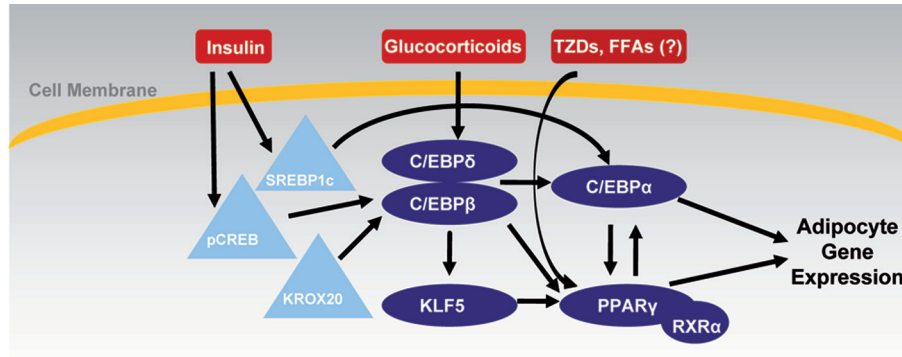 Insulin
Glucocorticoids
TZDs, FFAs (?)
Cell Membrane
SREBP1c
C/EBPδ
C/EBPα
C/EBPβ
pCREB
Adipocyte
Gene
Expression
KROX20
KLF5
PPARγ
RXRα